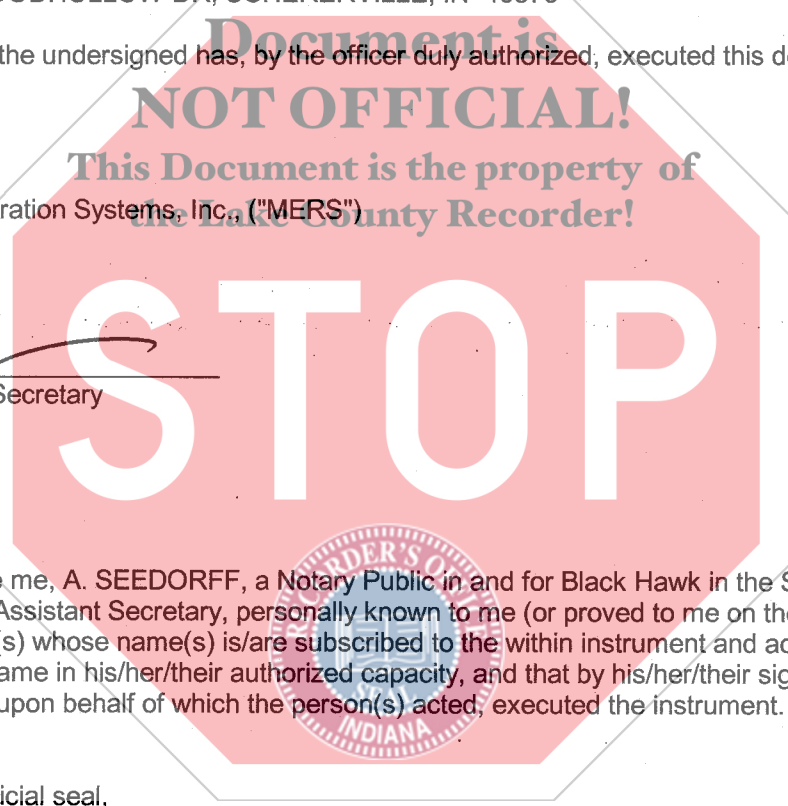 Document is
the undersigned has, by the officer duly authorized, executed this d
NOT OFFICIAL!
This Document is the property of
ration Systems, Inc., ("MERS")
the Lake County Recorder!
STOP
Secretary
RECORDER'S OFFICE
e me, A. SEEDORFF, a Notary Public in and for Black Hawk in the S
Assistant Secretary, personally known to me (or proved to me on the
(s) whose name(s) is/are subscribed to the within instrument and ac
ame in his/her/their authorized capacity, and that by his/her/their sig
upon behalf of which the person(s) acted, executed the instrument.
SEAL
INDIANA
icial seal.